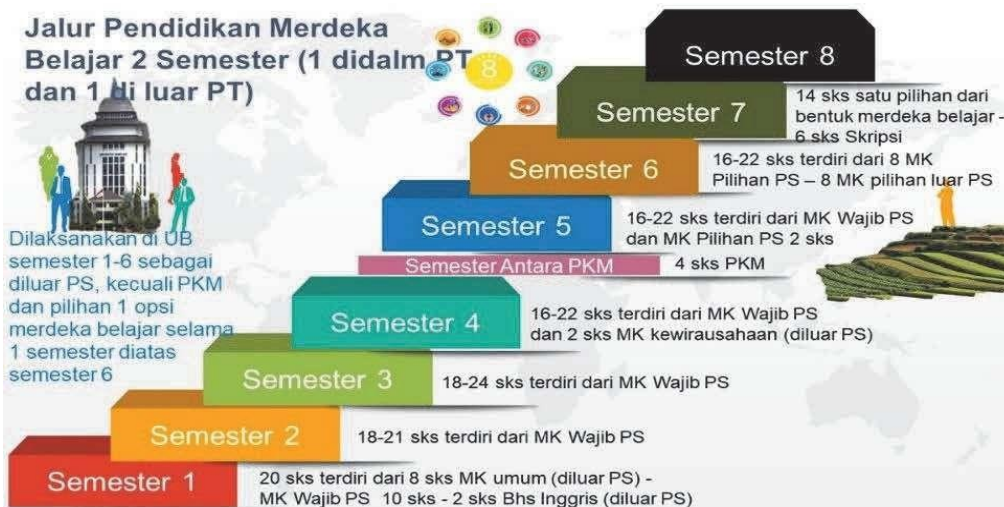 Jalur Pendidikan Merdeka
Belajar 2 Semester (1 didalm PT
dan 1 di luar PT)
8
Semester 8
Semester 7
14 sks satu pilihan dari
bentuk merdeka belajar -
6 sks Skripsi
Semester 6
16-22 sks terdiri dari 8 MK
Pilihan PS – 8 MK pilihan luar PS
Semester 5
16-22 sks terdiri dari MK Wajib PS
dan MK Pilihan PS 2 sks
Semester Antara PKM
4 sks PKM
Dilaksanakan di UB
semester 1-6 sebagai
diluar PS, kecuali PKM
dan pilihan 1 opsi
merdeka belajar selama
1 semester diatas
semester 6
Semester 4
16-22 sks terdiri dari MK Wajib PS
dan 2 sks MK kewirausahaan (diluar PS)
Semester 3
18-24 sks terdiri dari MK Wajib PS
Semester 2
18-21 sks terdiri dari MK Wajib PS
Semester 1
20 sks terdiri dari 8 sks MK umum (diluar PS) -
MK Wajib PS 10 sks - 2 sks Bhs Inggris (diluar PS)